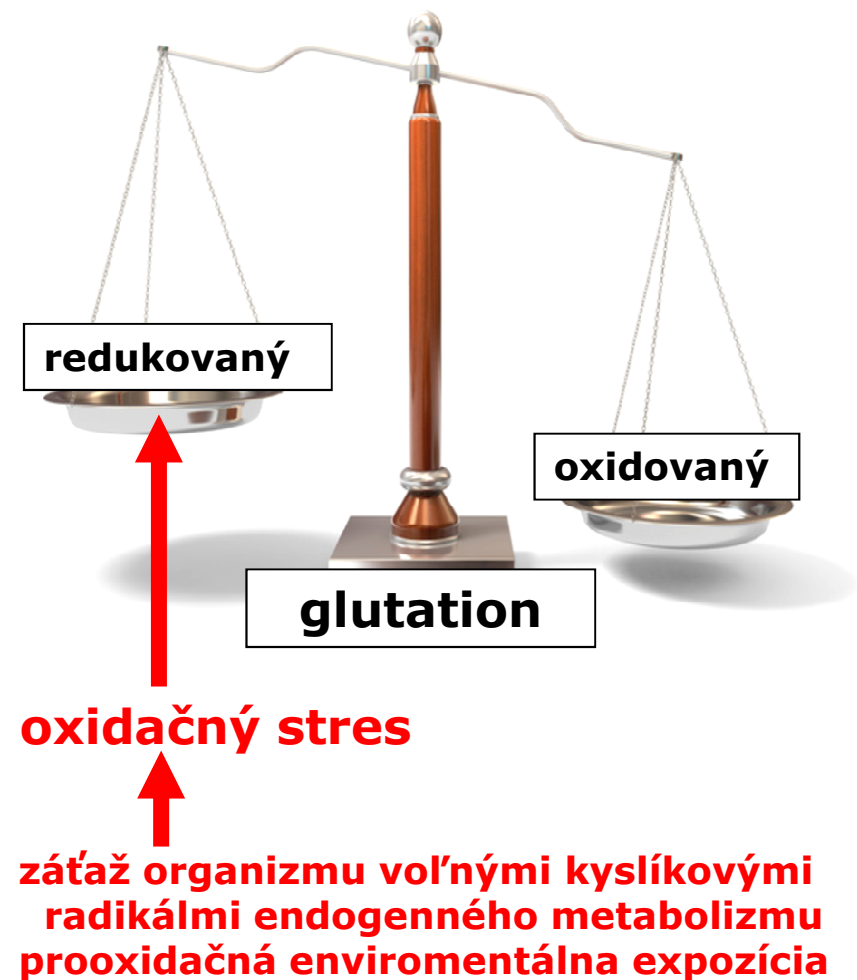 redukovaný
oxidovaný
glutation
oxidačný stres
záťaž organizmu voľnými kyslíkovými
radikálmi endogenného metabolizmu
prooxidačná enviromentálna expozícia